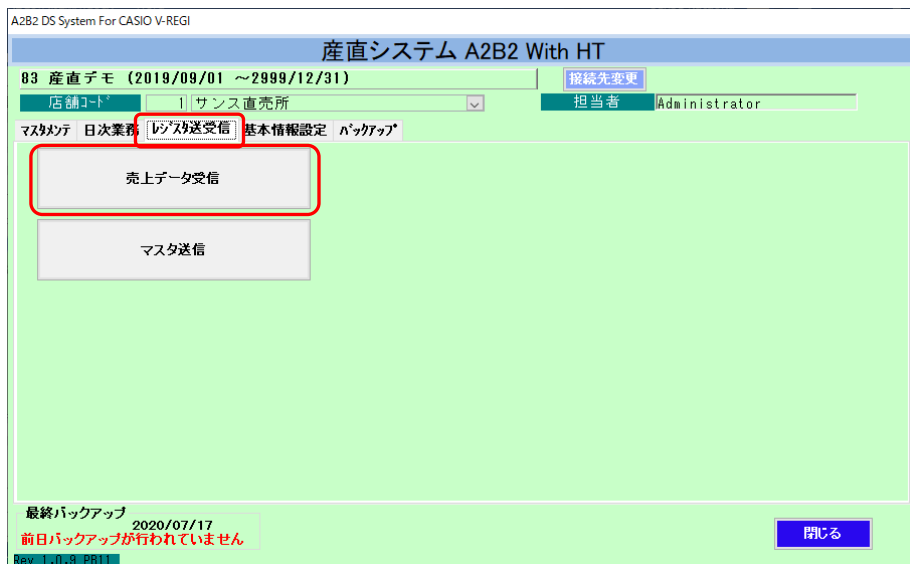 A2B2 DS System For CASIO V-REGI
産直システム A2B2 With HT
83 産直デモ (2019/09/01 ～2999/12/31)
接続先変更
店舗ｺｰﾄﾞ 1 サンス直売所 担当者 Administrator
ﾏｽﾀﾒﾝﾃ 日次業務 ﾚｼﾞｽﾀ送受信 基本情報設定 ﾊﾞｯｸｱｯﾌﾟ
売上データ受信
マスタ送信
最終バックアップ
2020/07/17
前日バックアップが行われていません
閉じる
Rev 1.0.9 PB11